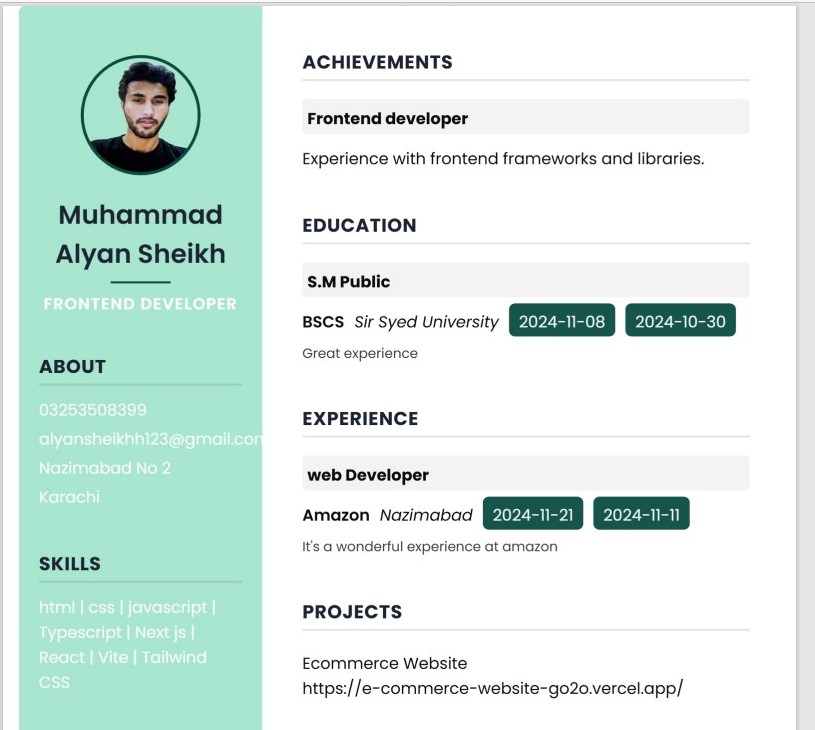 Muhammad
Alyan Sheikh
FRONTEND DEVELOPER
ABOUT
03253508399
alyansheikhh123@gmail.com
Nazimabad No 2
Karachi
SKILLS
html | css | javascript |
Typescript | Next js |
React | Vite | Tailwind
CSS
ACHIEVEMENTS
Frontend developer
Experience with frontend frameworks and libraries.
EDUCATION
S.M Public
BSCS Sir Syed University 2024-11-08 2024-10-30
Great experience
EXPERIENCE
web Developer
Amazon Nazimabad 2024-11-21 2024-11-11
It's a wonderful experience at amazon
PROJECTS
Ecommerce Website
https://e-commerce-website-go2o.vercel.app/